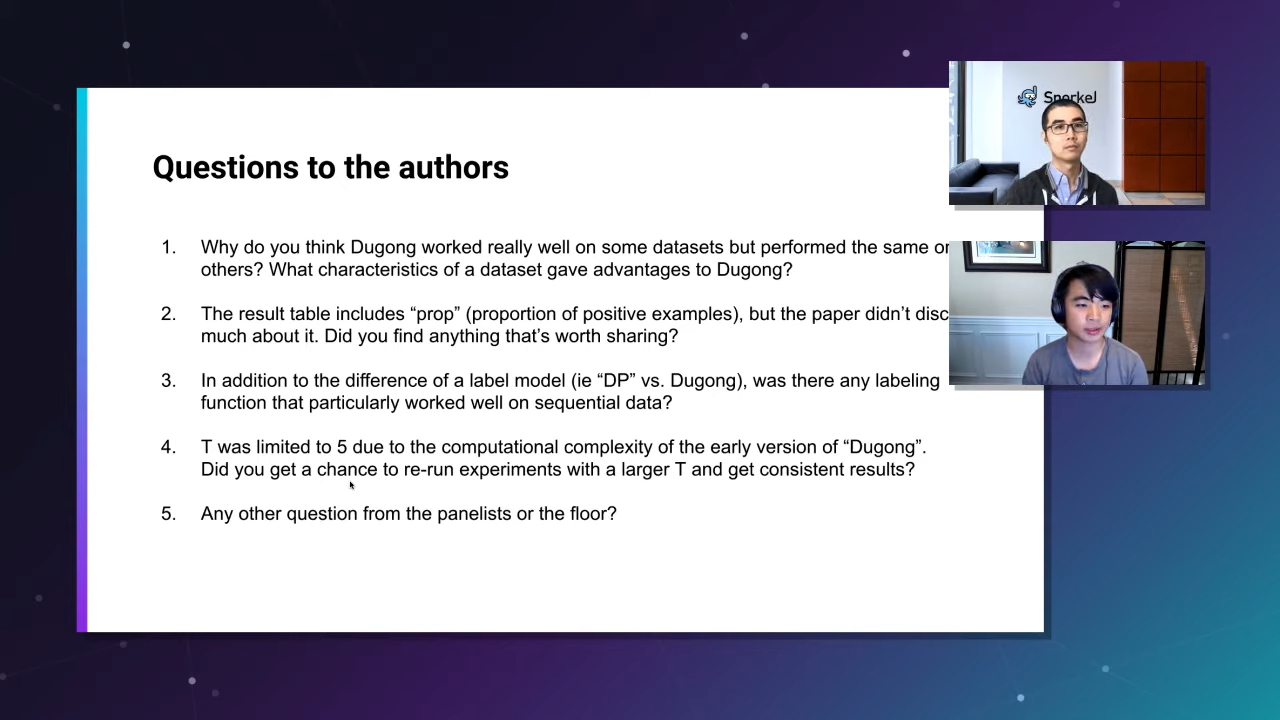 Questions to the authors
Snorkel
1. Why do you think Dugong worked really well on some datasets but performed the same on
others? What characteristics of a dataset gave advantages to Dugong?
2. The result table includes “prop” (proportion of positive examples), but the paper didn’t disc
much about it. Did you find anything that’s worth sharing?
3. In addition to the difference of a label model (ie “DP” vs. Dugong), was there any labeling
function that particularly worked well on sequential data?
4. T was limited to 5 due to the computational complexity of the early version of “Dugong”.
Did you get a chance to re-run experiments with a larger T and get consistent results?
5. Any other question from the panelists or the floor?